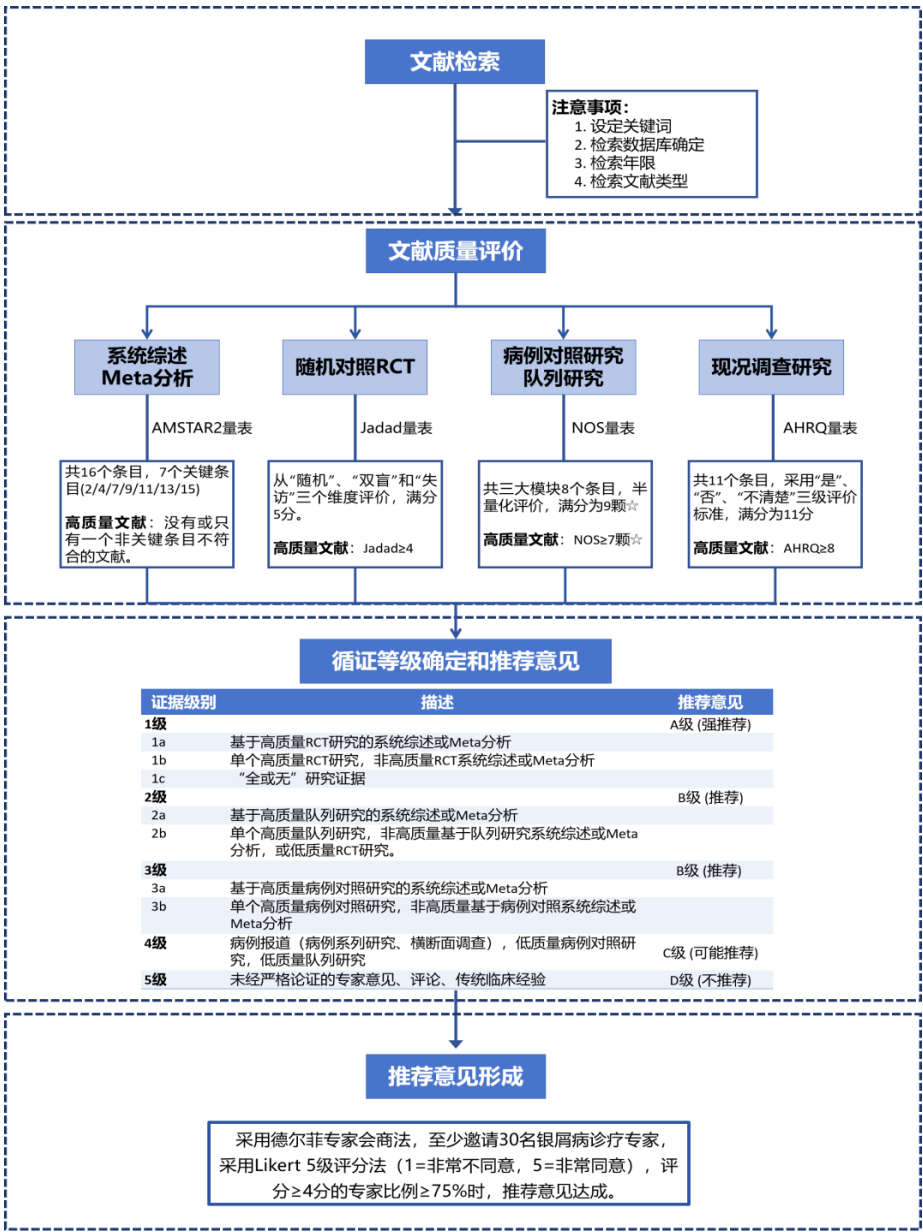 文献检索
注意事项：
1. 设定关键词
2. 检索数据库确定
3. 检索年限
4. 检索文献类型
文献质量评价
系统综述
Meta分析
随机对照RCT
病例对照研究
队列研究
现况调查研究
AMSTAR2量表
Jadad量表
NOS量表
AHRQ量表
共16个条目，7个关键条
目(2/4/7/9/11/13/15)
高质量文献：没有或只
有一个非关键条目不符
合的文献。
从“随机”、“双盲”和“失
访”三个维度评价，满分
5分。
高质量文献：Jadad≥4
共三大模块8个条目，半
量化评价，满分为9颗☆
高质量文献：NOS≥7颗☆
共11个条目，采用“是”、
“否”、“不清楚”三级评价
标准，满分为11分
高质量文献：AHRQ≥8
循证等级确定和推荐意见
证据级别 描述 推荐意见
1级 A级 (强推荐)
1a 基于高质量RCT研究的系统综述或Meta分析
1b 单个高质量RCT研究，非高质量RCT系统综述或Meta分析
1c “全或无”研究证据
2级 B级 (推荐)
2a 基于高质量队列研究的系统综述或Meta分析
2b 单个高质量队列研究，非高质量基于队列研究系统综述或Meta
分析，或低质量RCT研究。
3级 B级 (推荐)
3a 基于高质量病例对照研究的系统综述或Meta分析
3b 单个高质量病例对照研究，非高质量基于病例对照系统综述或
Meta分析
4级 病例报道（病例系列研究、横断面调查），低质量病例对照研
究，低质量队列研究 C级 (可能推荐)
5级 未经严格论证的专家意见、评论、传统临床经验 D级 (不推荐)
推荐意见形成
采用德尔菲专家会商法，至少邀请30名银屑病诊疗专家，
采用Likert 5级评分法（1=非常不同意，5=非常同意），评
分≥4分的专家比例≥75%时，推荐意见达成。